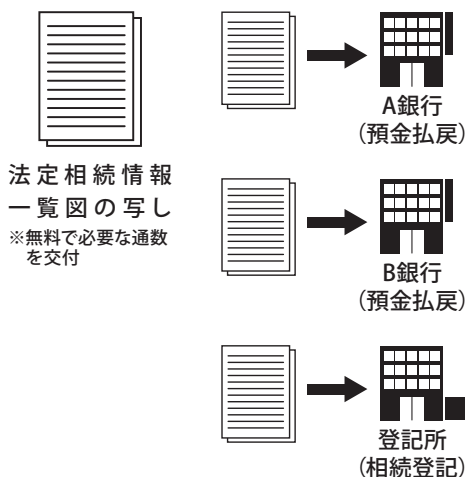 法定相続情報
一覧図の写し
※無料で必要な通数
を交付
A銀行
（預金払戻）
B銀行
（預金払戻）
登記所
（相続登記）